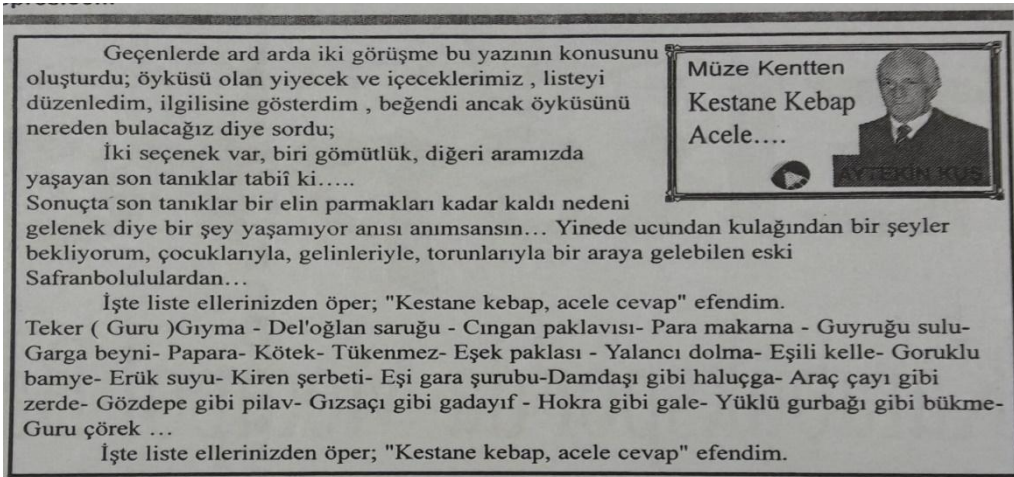 Geçenlerde ard arda iki görüşme bu yazının konusunu
oluşturdu; öyküsü olan yiyecek ve içeceklerimiz , listeyi
düzenledim, ilgilisine gösterdim , beğendi ancak öyküsünü
nereden bulacağız diye sordu;
İki seçenek var, biri gömütlük, diğeri aramızda
yaşayan son tanıklar tabiî ki.....
Sonuçta son tanıklar bir elin parmakları kadar kaldı nedeni
Müze Kentten
Kestane Kebap
Acele....
AYTEKİN KUŞ
gelenek diye bir şey yaşamıyor anısı anımsansın... Yinede ucundan kulağından bir şeyler
bekliyorum, çocuklarıyla, gelinleriyle, torunlarıyla bir araya gelebilen eski
Safranbolululardan...
İşte liste ellerinizden öper; "Kestane kebap, acele cevap" efendim.
Teker ( Guru )Gıyma - Del'oğlan saruğu - Cıngan paklavısı- Para makarna - Guyruğu sulu-
Garga beyni- Papara- Kötek- Tükenmez- Eşek paklası - Yalancı dolma- Eşili kelle- Goruklu
bamye- Erük suyu- Kiren şerbeti- Eşi gara şurubu-Damdaşı gibi haluçga- Araç çayı gibi
zerde- Gözdepe gibi pilav- Gızsaçı gibi gadayıf - Hokra gibi gale- Yüklü gurbağı gibi bükme-
Guru çörek ...
İşte liste ellerinizden öper; "Kestane kebap, acele cevap" efendim.